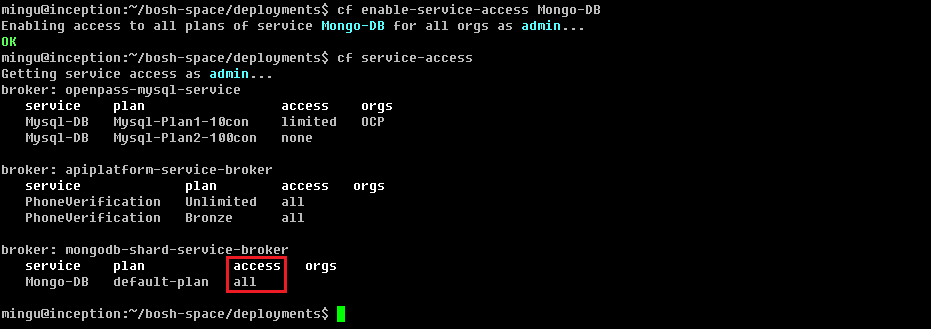 mingu@inception:~/bosh-space/deployments$ cf enable-service-access Mongo-DB
Enabling access to all plans of service Mongo-DB for all orgs as admin...
OK
mingu@inception:~/bosh-space/deployments$ cf service-access
Getting service access as admin...
broker: openpass-mysql-service
service plan access orgs
Mysql-DB Mysql-Plan1-10con limited OCP
Mysql-DB Mysql-Plan2-100con none
broker: apiplatform-service-broker
service plan access orgs
PhoneVerification Unlimited all
PhoneVerification Bronze all
broker: mongodb-shard-service-broker
service plan access orgs
Mongo-DB default-plan all
mingu@inception:~/bosh-space/deployments$